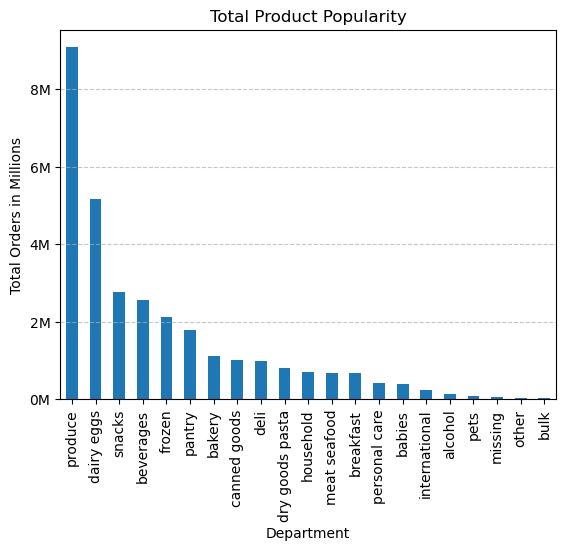 Total Product Popularity
Total Orders in Millions
8M
6M
4M
2M
0M
produce
dairy eggs
snacks
beverages
frozen
pantry
bakery
canned goods
deli
dry goods pasta
household
meat seafood
breakfast
personal care
babies
international
alcohol
pets
missing
other
bulk
Department